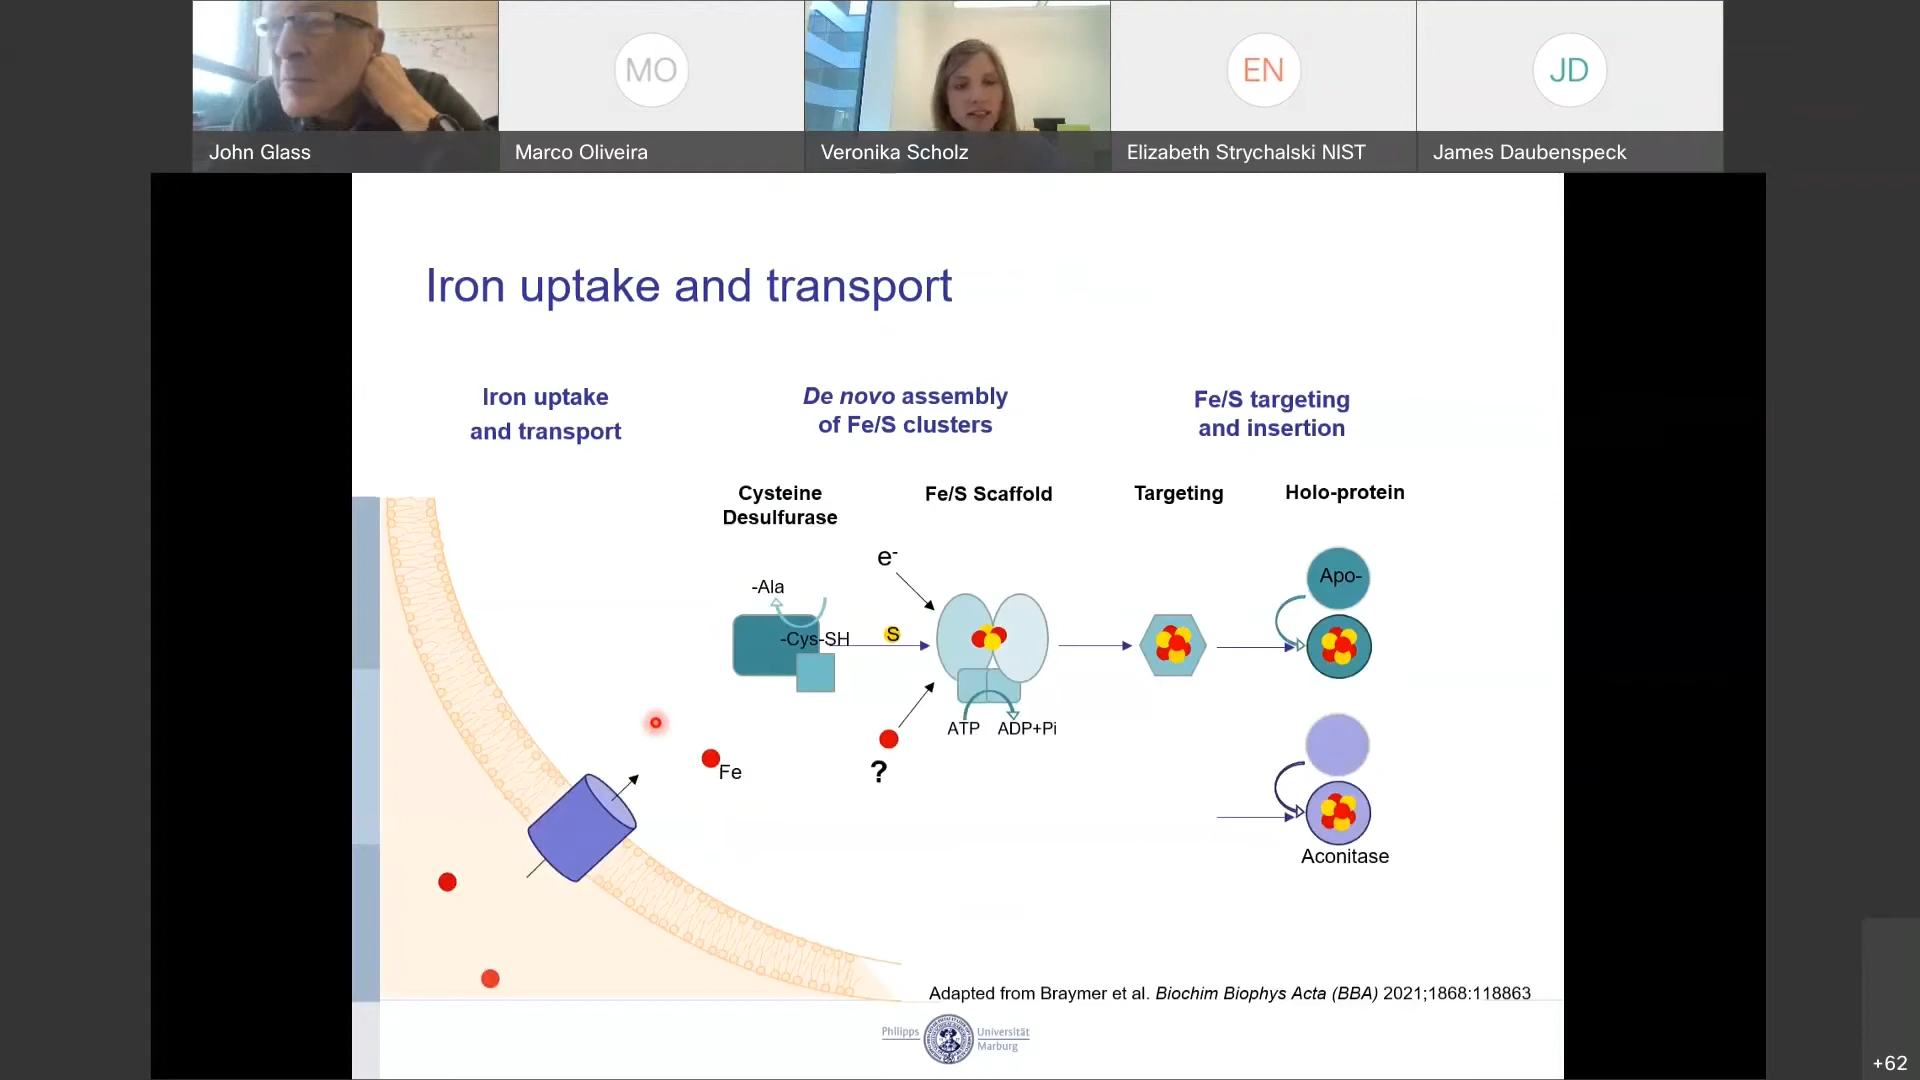 MO
EN
JD
John Glass
Marco Oliveira
Veronika Scholz
Elizabeth Strychalski NIST
James Daubenspeck
Iron uptake and transport
Iron uptake
and transport
De novo assembly
of Fe/S clusters
Fe/S targeting
and insertion
Cysteine
Desulfurase
Fe/S Scaffold
Targeting
Holo-protein
e-
-Ala
Apo-
S
-Cys-SH
ATP
ADP+Pi
Fe
?
Aconitase
Adapted from Braymer et al. Biochim Biophys Acta (BBA) 2021;1868:118863
Philipps
Universität
Marburg
+62